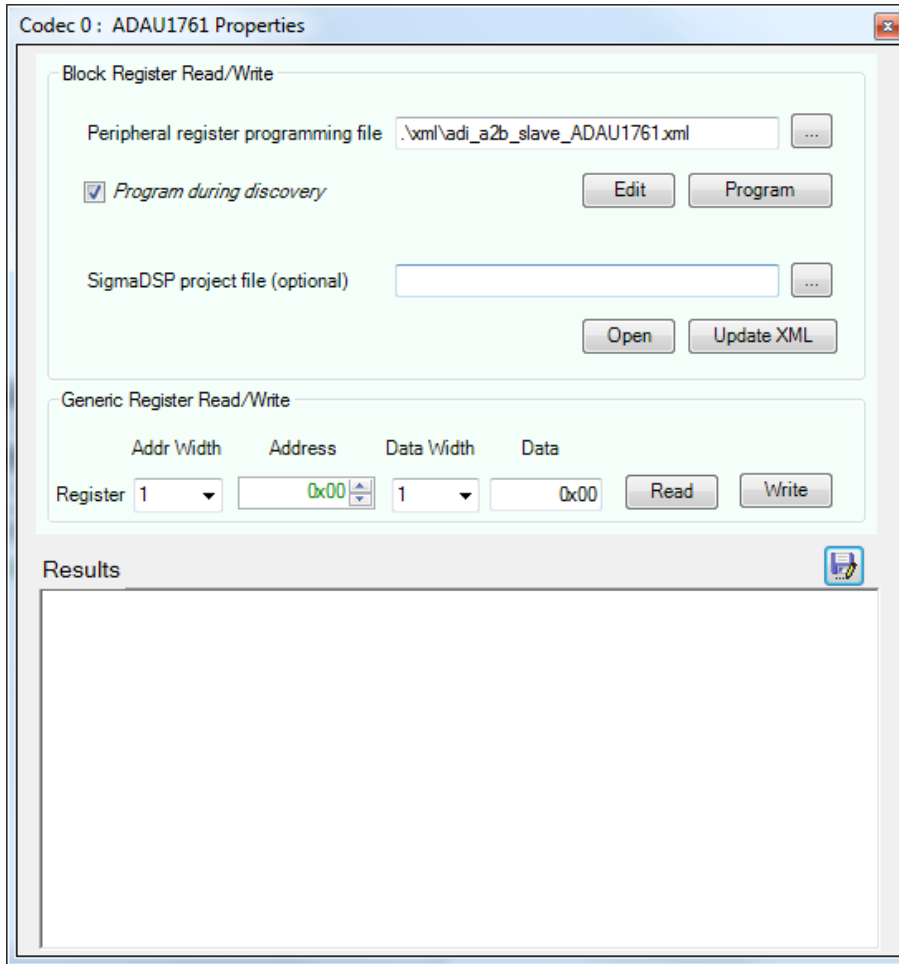 Codec 0 : ADAU1761 Properties
x
Block Register Read/Write
Peripheral register programming file .\xml\adi_a2b_slave_ADAU1761.xml ...
Program during discovery Edit Program
SigmaDSP project file (optional) ...
Open Update XML
Generic Register Read/Write
Addr Width Address Data Width Data
Register 1 0x00 1 0x00 Read Write
Results